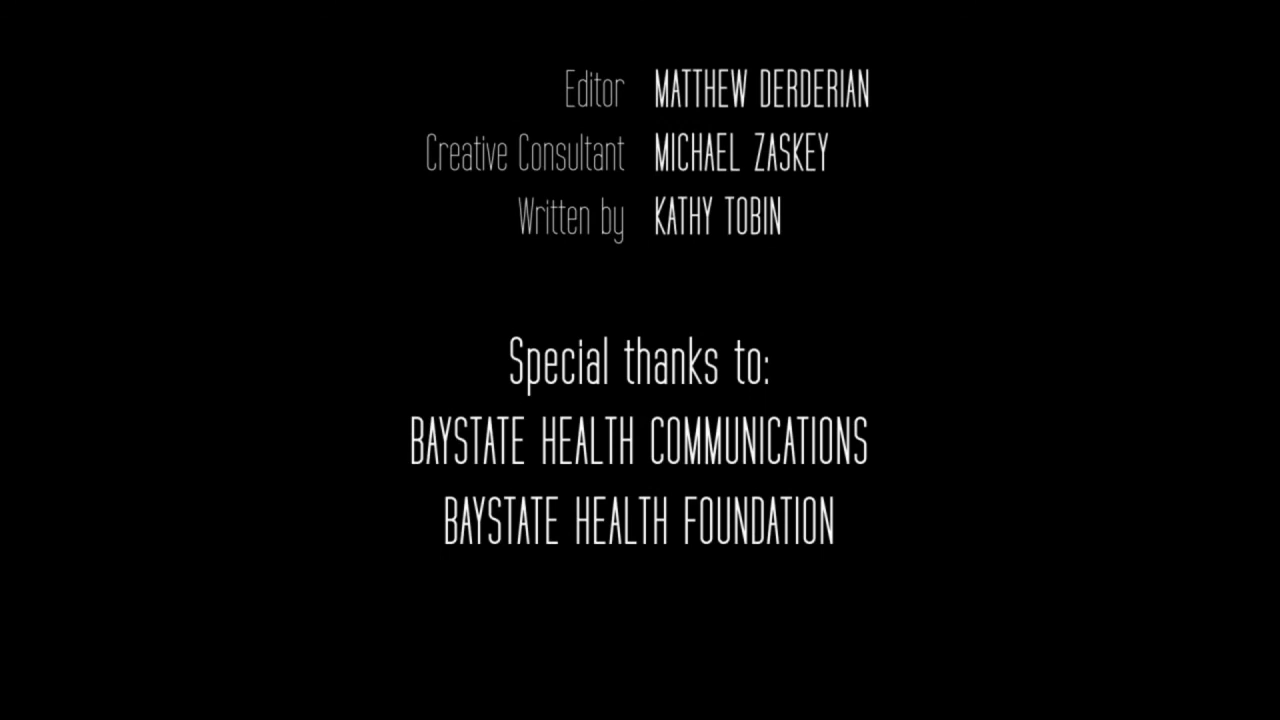 Editor MATTHEW DERDERIAN
Creative Consultant MICHAEL ZASKEY
Written by KATHY TOBIN
Special thanks to:
BAYSTATE HEALTH COMMUNICATIONS
BAYSTATE HEALTH FOUNDATION